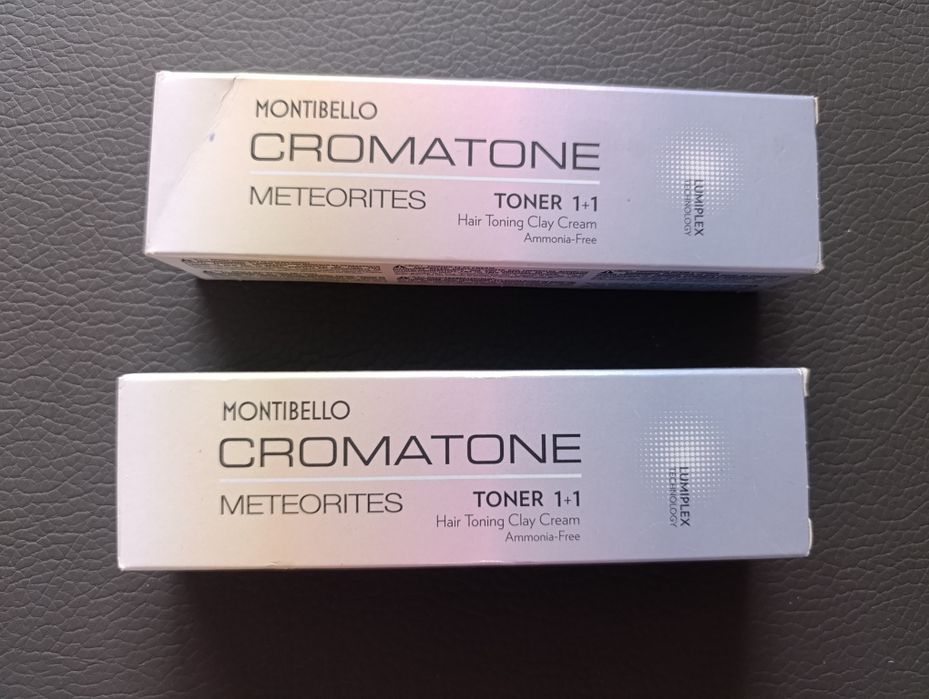 MONTIBELLO
CROMATONE
METEORITES
TONER 1+1
Hair Toning Clay Cream
Ammonia-Free
LUMIPLEX
TECHNOLOGY
MONTIBELLO
CROMATONE
METEORITES
TONER 1+1
Hair Toning Clay Cream
Ammonia-Free
LUMIPLEX
TECHNOLOGY